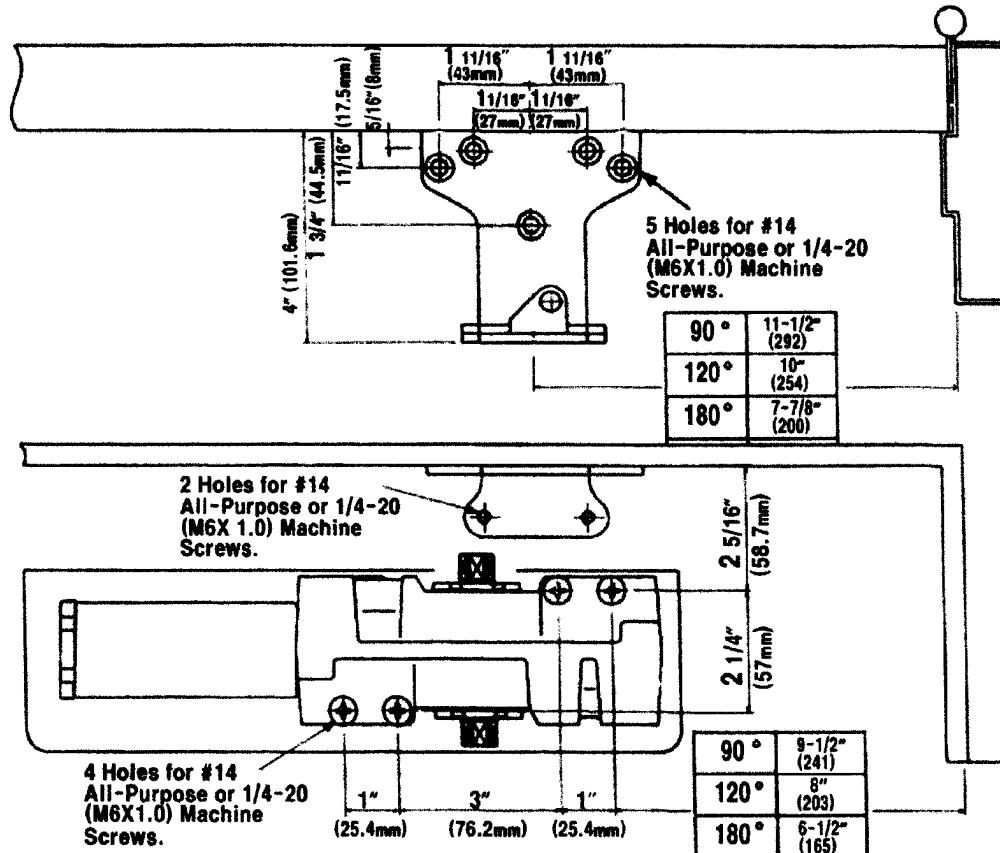 1 11/16" 1 11/16"
(43mm) (43mm)
1 1/16" 1 1/16"
(27mm) (27mm)
5/16" (8mm)
11/16" (17.5mm)
1 3/4" (44.5mm)
4" (101.6mm)
5 Holes for #14
All-Purpose or 1/4-20
(M6X1.0) Machine
Screws.
90° 11-1/2"
(292)
120° 10"
(254)
180° 7-7/8"
(200)
2 Holes for #14
All-Purpose or 1/4-20
(M6X 1.0) Machine
Screws.
2 5/16"
(58.7mm)
2 1/4"
(57mm)
4 Holes for #14
All-Purpose or 1/4-20
(M6X1.0) Machine
Screws.
1" 3" 1"
(25.4mm) (76.2mm) (25.4mm)
90° 9-1/2"
(241)
120° 8"
(203)
180° 6-1/2"
(165)